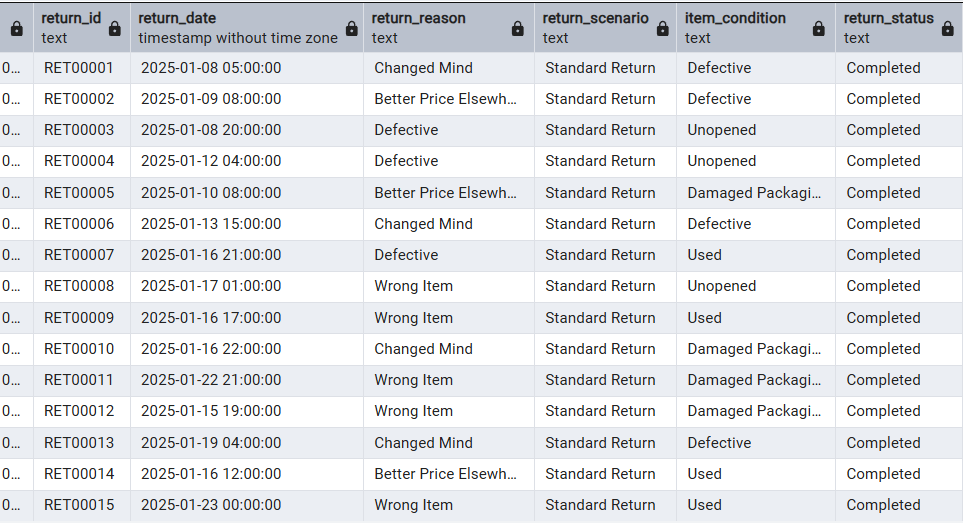 return_id return_date return_reason return_scenario item_condition return_status
text timestamp without time zone text text text text
0... RET00001 2025-01-08 05:00:00 Changed Mind Standard Return Defective Completed
0... RET00002 2025-01-09 08:00:00 Better Price Elsewh... Standard Return Defective Completed
0... RET00003 2025-01-08 20:00:00 Defective Standard Return Unopened Completed
0... RET00004 2025-01-12 04:00:00 Defective Standard Return Unopened Completed
0... RET00005 2025-01-10 08:00:00 Better Price Elsewh... Standard Return Damaged Packagi... Completed
0... RET00006 2025-01-13 15:00:00 Changed Mind Standard Return Defective Completed
0... RET00007 2025-01-16 21:00:00 Defective Standard Return Used Completed
0... RET00008 2025-01-17 01:00:00 Wrong Item Standard Return Unopened Completed
0... RET00009 2025-01-16 17:00:00 Wrong Item Standard Return Used Completed
0... RET00010 2025-01-16 22:00:00 Changed Mind Standard Return Damaged Packagi... Completed
0... RET00011 2025-01-22 21:00:00 Wrong Item Standard Return Damaged Packagi... Completed
0... RET00012 2025-01-15 19:00:00 Wrong Item Standard Return Damaged Packagi... Completed
0... RET00013 2025-01-19 04:00:00 Changed Mind Standard Return Defective Completed
0... RET00014 2025-01-16 12:00:00 Better Price Elsewh... Standard Return Used Completed
0... RET00015 2025-01-23 00:00:00 Wrong Item Standard Return Used Completed